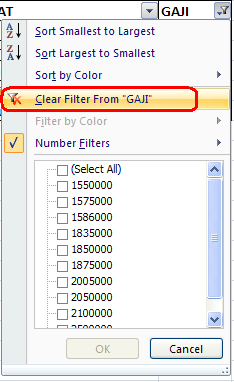 AT GAJI
Sort Smallest to Largest
Sort Largest to Smallest
Sort by Color
Clear Filter From "GAJI"
Filter by Color
Number Filters
(Select All)
1550000
1575000
1586000
1835000
1850000
1875000
2005000
2050000
2100000
OK Cancel